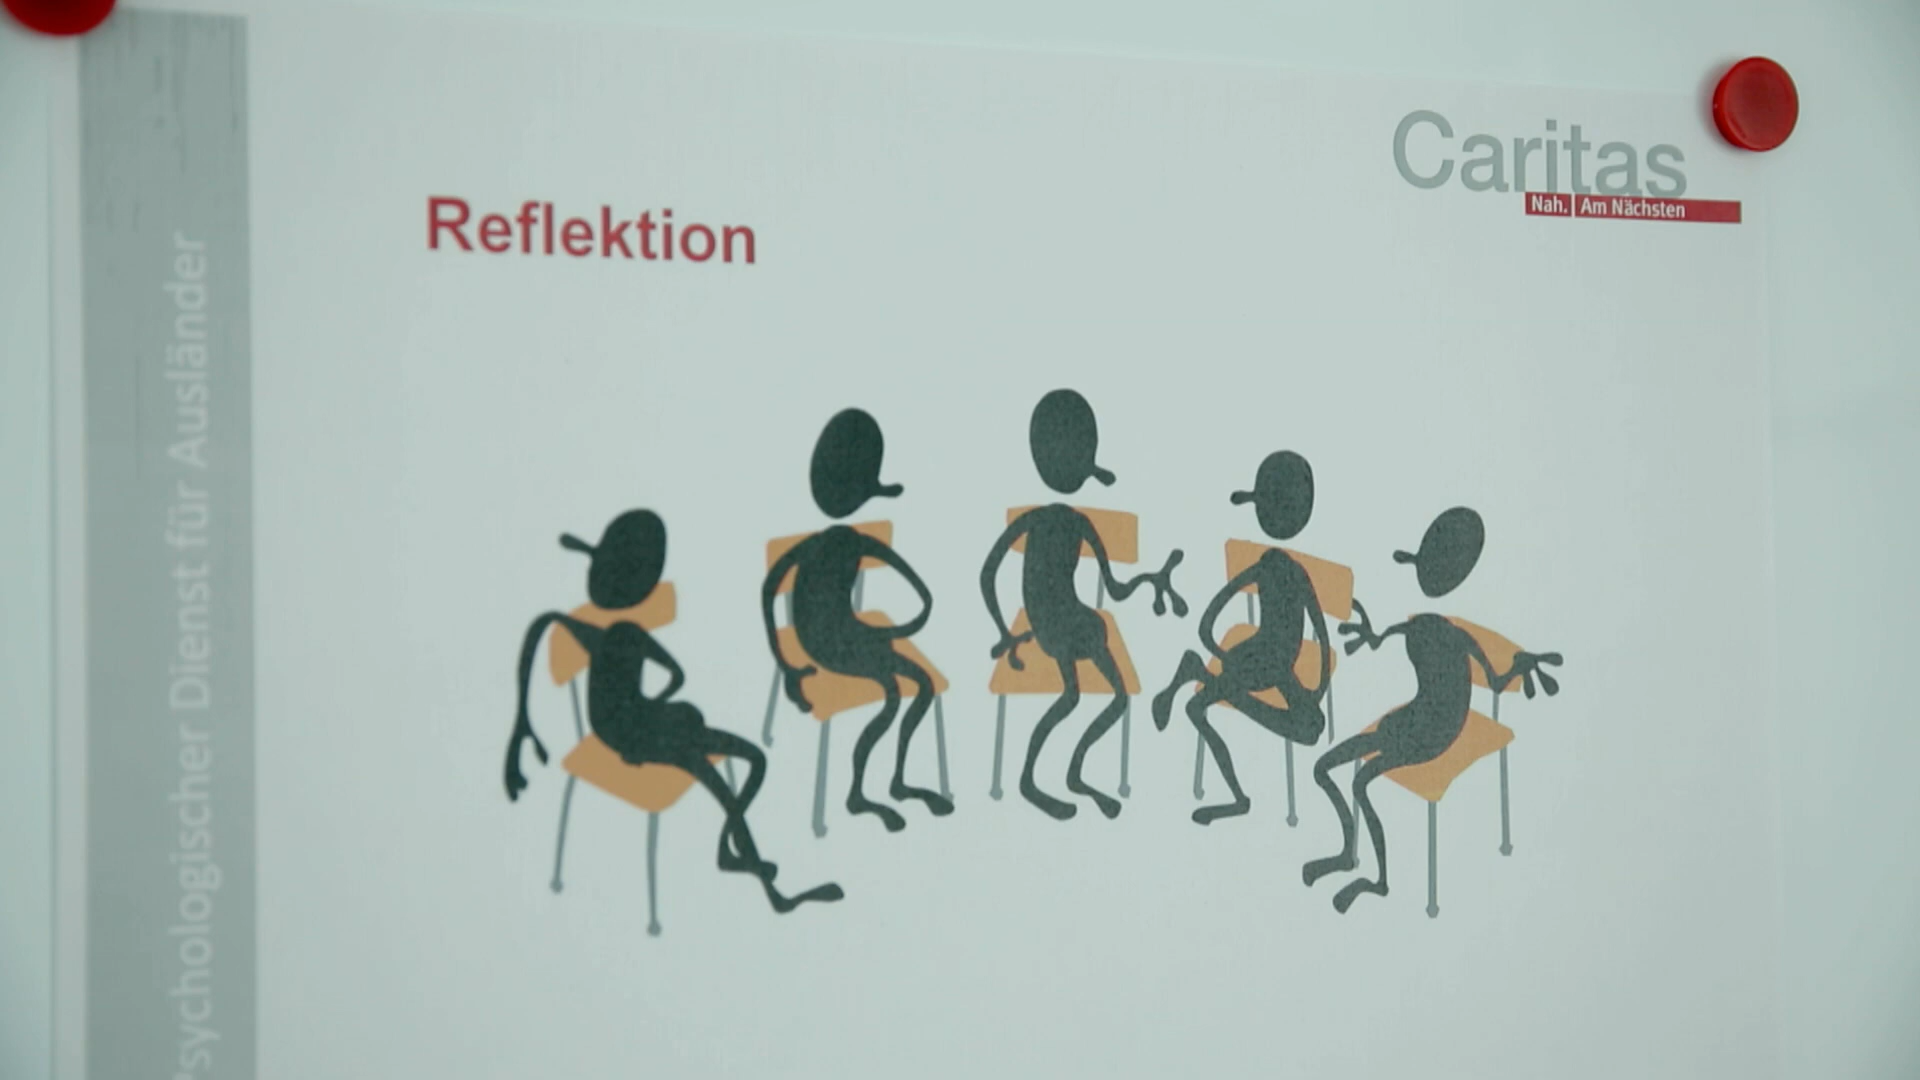 Caritas
Nah. Am Nächsten
Reflektion
Psychologischer Dienst für Ausländer